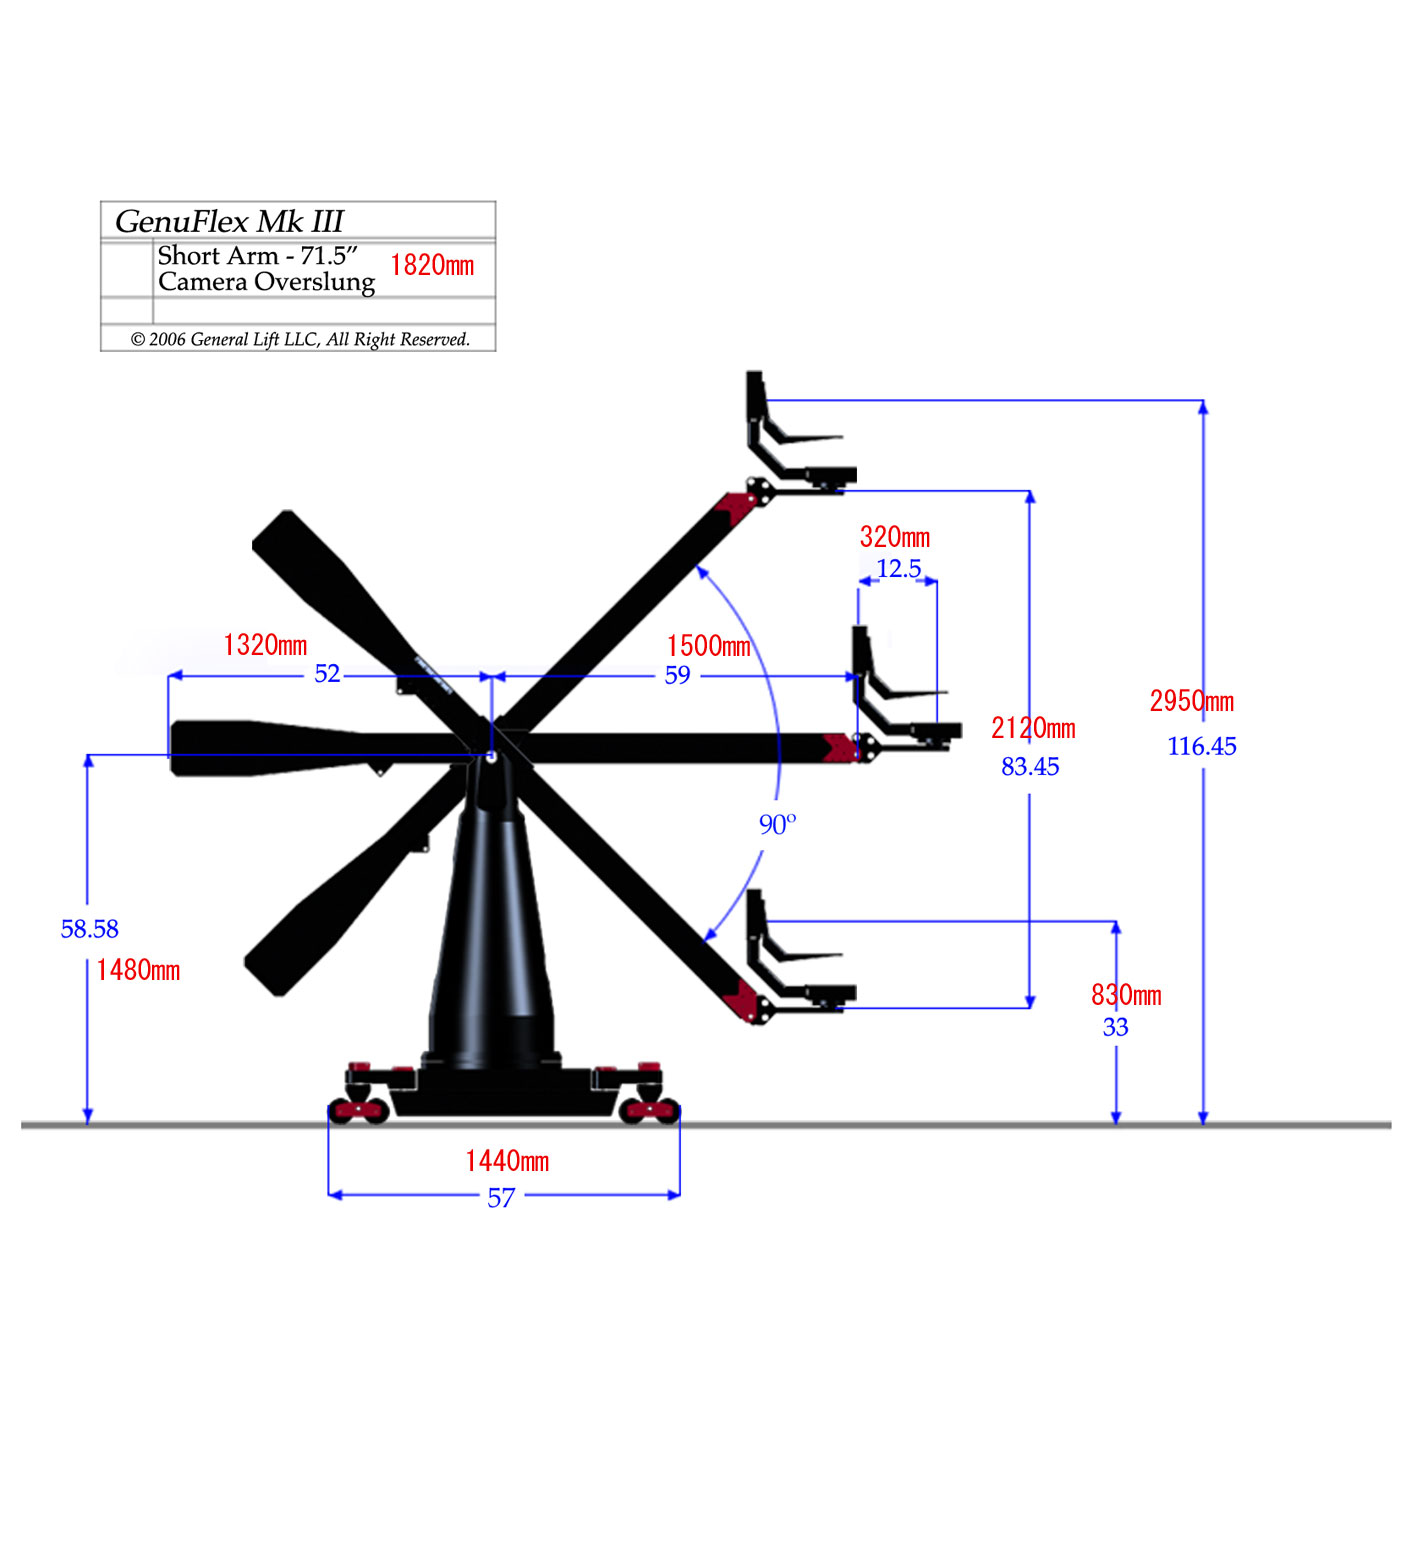 GenuFlex Mk III
Short Arm - 71.5”
1820mm
Camera Overslung
© 2006 General Lift LLC, All Right Reserved.
320mm
12.5
1320mm
52
1500mm
59
2950mm
116.45
2120mm
83.45
90º
58.58
1480mm
830mm
33
1440mm
57